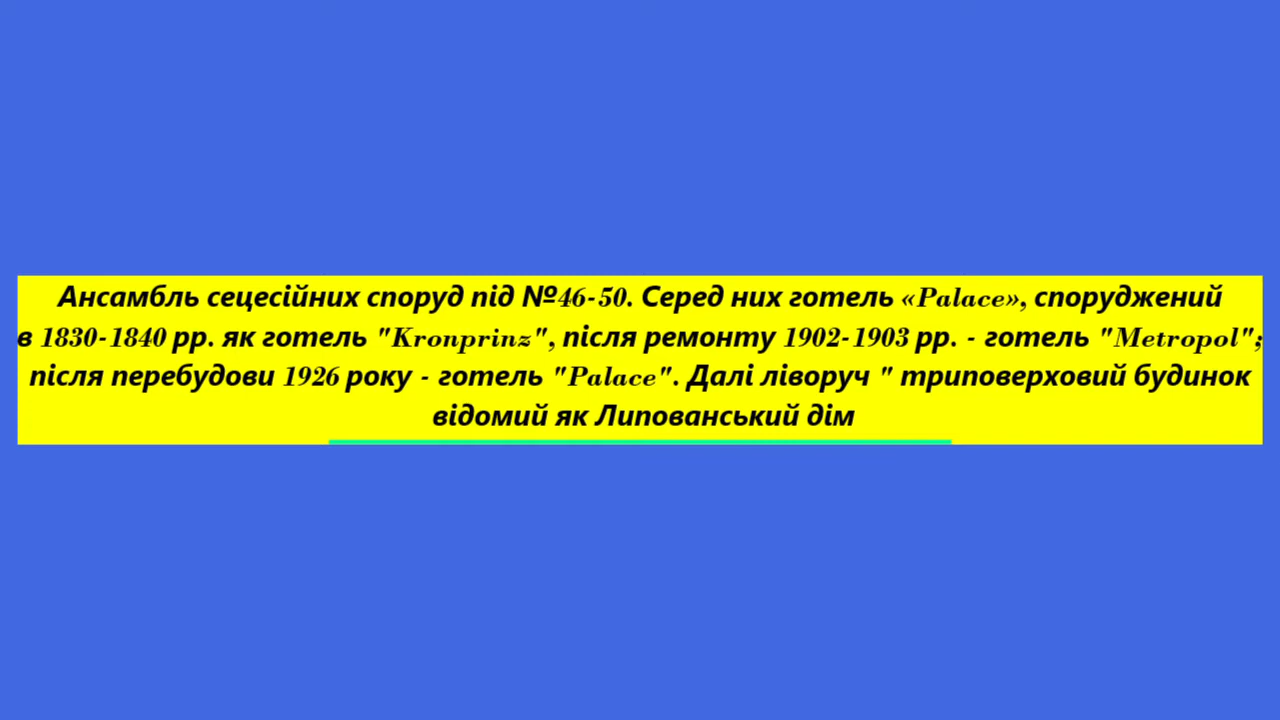 Ансамбль сецесійних споруд під №46-50. Серед них готель «Palace», споруджений
в 1830-1840 рр. як готель "Kronprinz", після ремонту 1902-1903 рр. - готель "Metropol";
після перебудови 1926 року - готель "Palace". Далі ліворуч " триповерховий будинок
відомий як Липованський дім